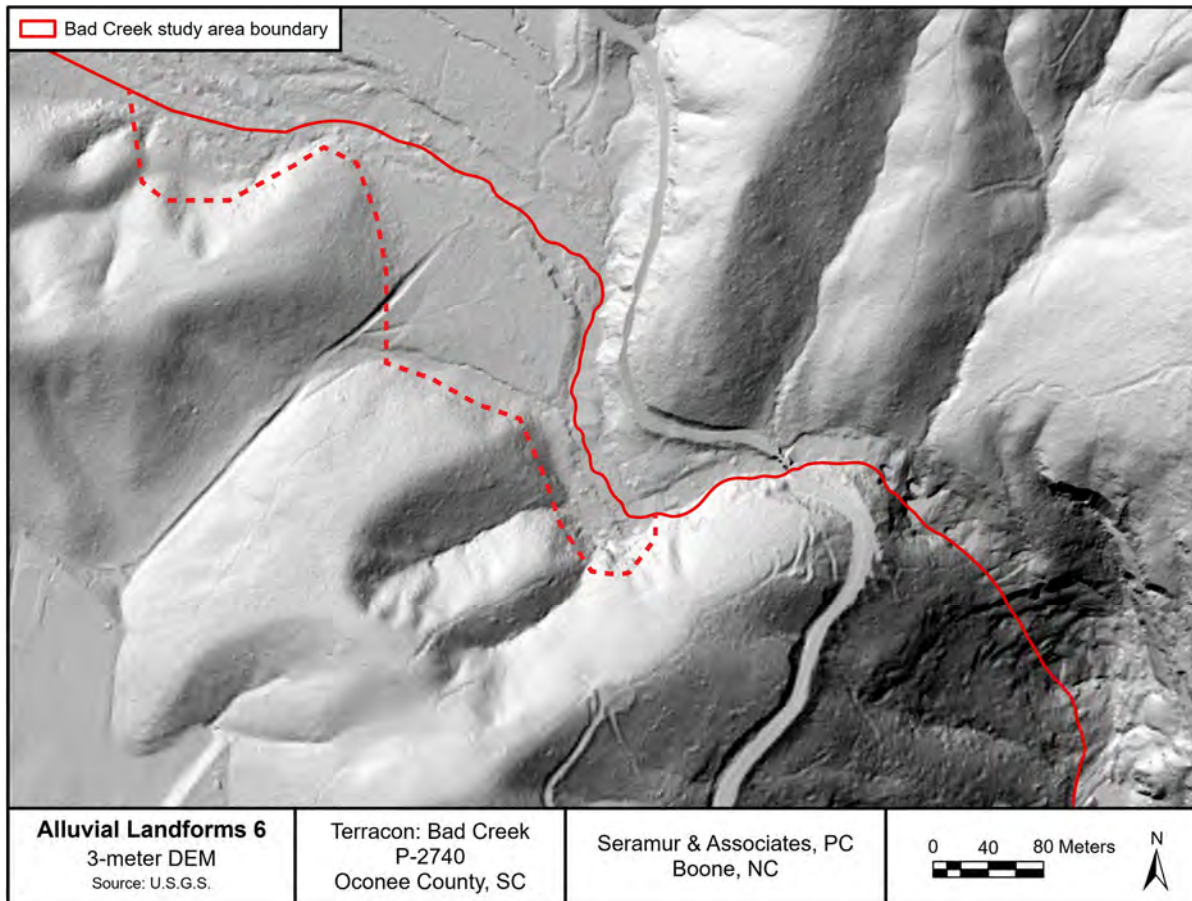 Bad Creek study area boundary
Alluvial Landforms 6
3-meter DEM
Source: U.S.G.S.
Terracon: Bad Creek
P-2740
Oconee County, SC
Seramur & Associates, PC
Boone, NC
0 40 80 Meters
N